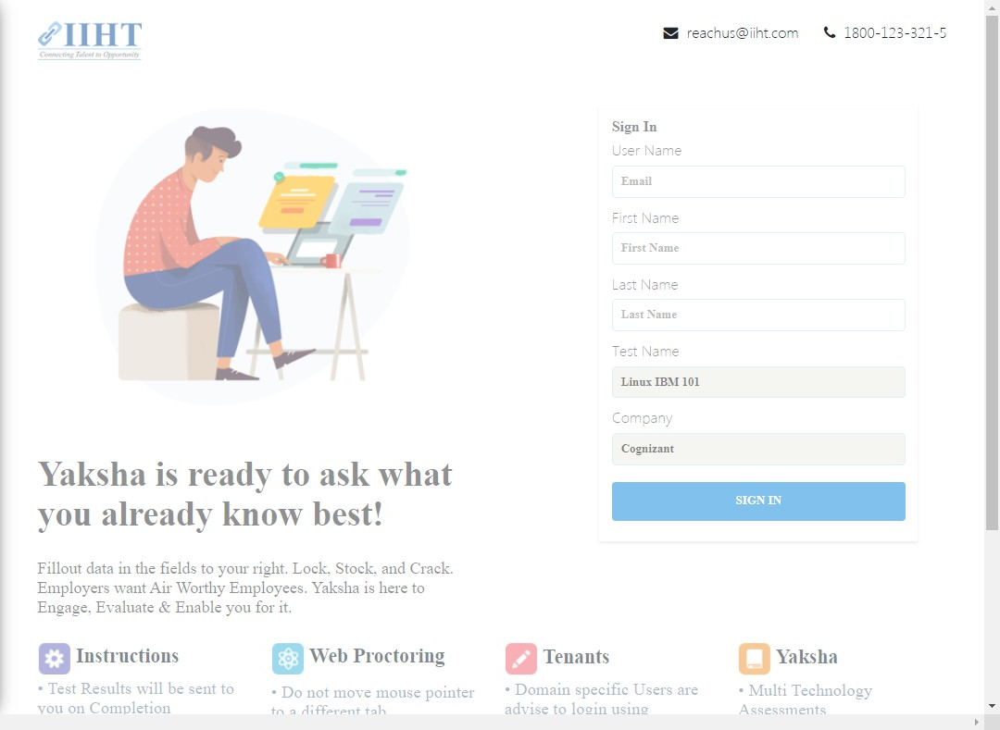 IIHT
Connecting Talent to Opportunity
reachus@iiht.com
1800-123-321-5
Sign In
User Name
Email
First Name
First Name
Last Name
Last Name
Test Name
Linux IBM 101
Company
Cognizant
SIGN IN
Yaksha is ready to ask what
you already know best!
Fillout data in the fields to your right. Lock, Stock, and Crack.
Employers want Air Worthy Employees. Yaksha is here to
Engage, Evaluate & Enable you for it.
Instructions
• Test Results will be sent to
you on Completion
Web Proctoring
• Do not move mouse pointer
to a different tab
Tenants
• Domain specific Users are
advise to login using
Yaksha
• Multi Technology
Assessments